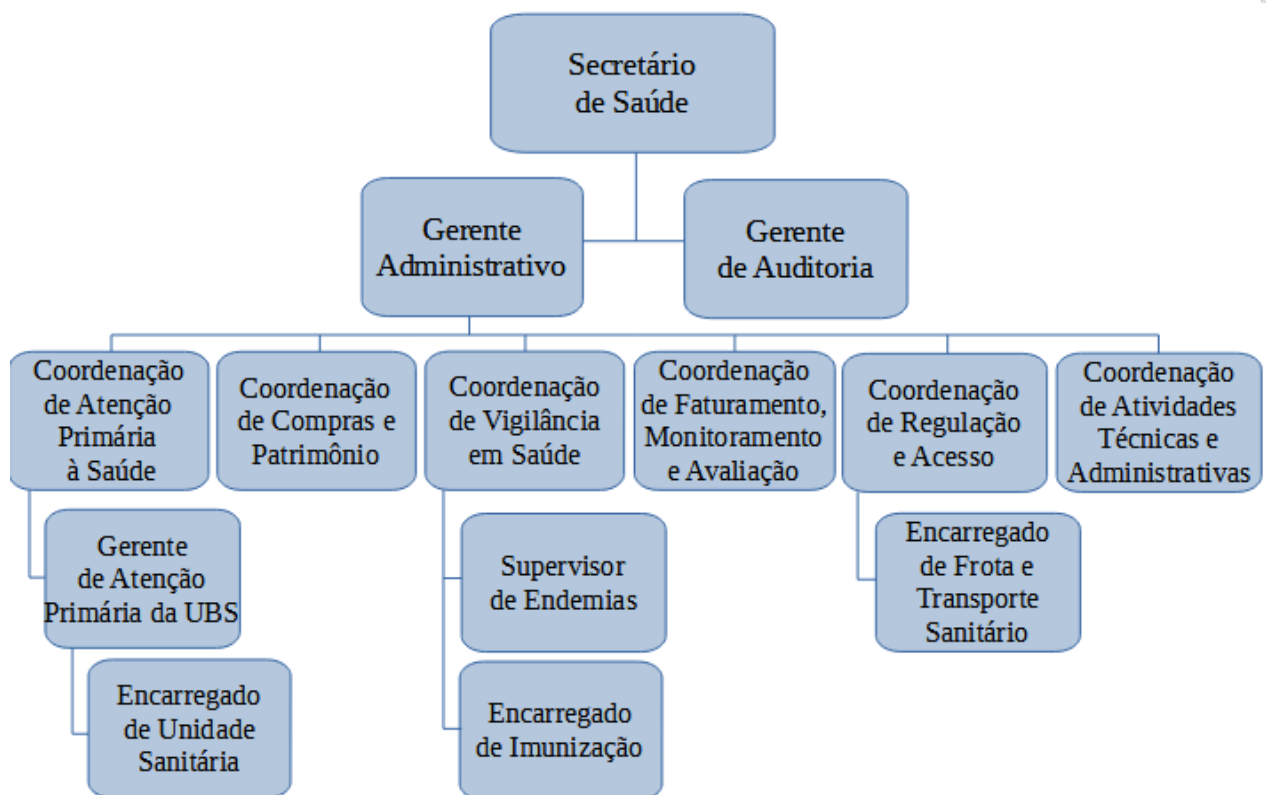 Secretário
de Saúde
Gerente
Administrativo
Gerente
de Auditoria
Coordenação
de Atenção
Primária
à Saúde
Coordenação
de Compras e
Patrimônio
Coordenação
de Vigilância
em Saúde
Coordenação
de Faturamento,
Monitoramento
e Avaliação
Coordenação
de Regulação
e Acesso
Coordenação
de Atividades
Técnicas e
Administrativas
Gerente
de Atenção
Primária da UBS
Supervisor
de Endemias
Encarregado
de Frota e
Transporte
Sanitário
Encarregado
de Unidade
Sanitária
Encarregado
de Imunização